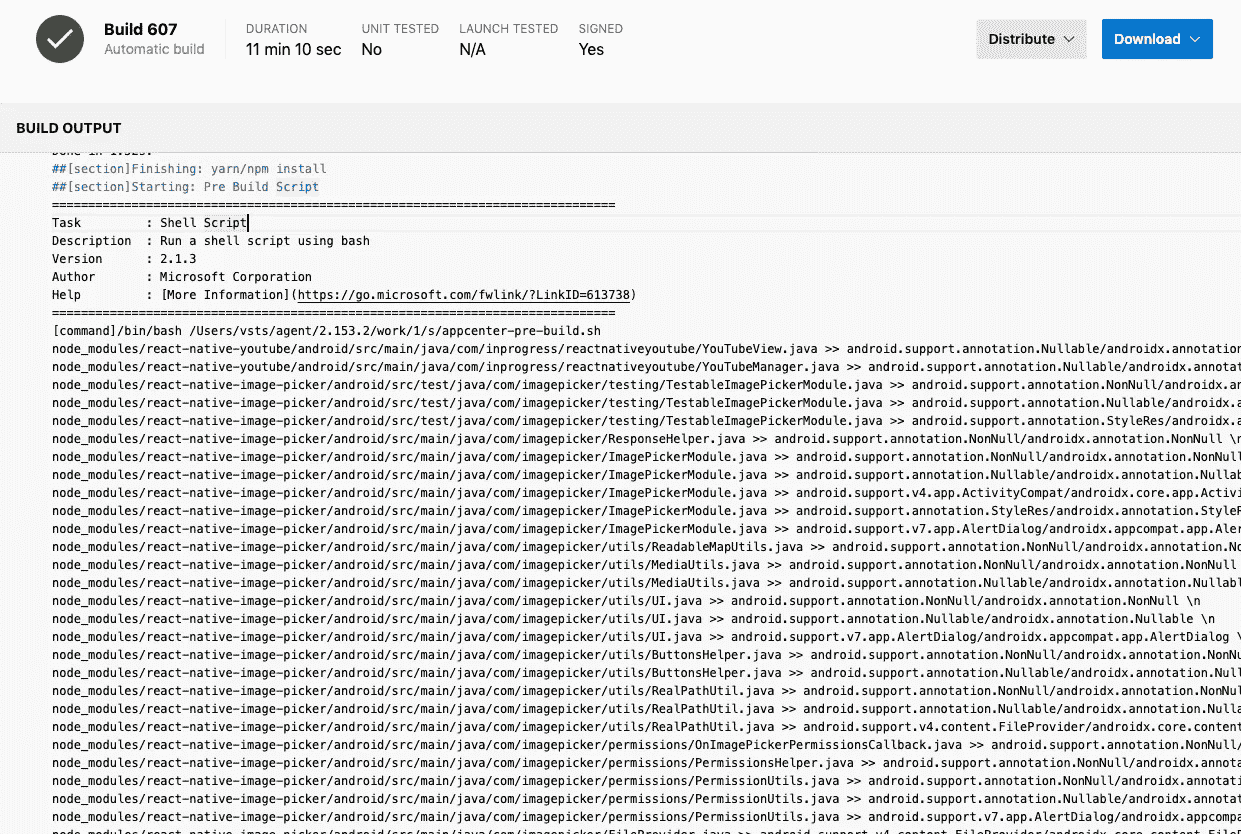 Build 607
Automatic build
DURATION
11 min 10 sec
UNIT TESTED
No
LAUNCH TESTED
N/A
SIGNED
Yes
Distribute
Download
BUILD OUTPUT
##[section]Finishing: yarn/npm install
##[section]Starting: Pre Build Script
==============================================================================
Task         : Shell Script
Description  : Run a shell script using bash
Version      : 2.1.3
Author       : Microsoft Corporation
Help         : [More Information](https://go.microsoft.com/fwlink/?LinkID=613738)
==============================================================================
[command]/bin/bash /Users/vsts/agent/2.153.2/work/1/s/appcenter-pre-build.sh
node_modules/react-native-youtube/android/src/main/java/com/inprogress/reactnativeyoutube/YouTubeView.java >> android.support.annotation.Nullable/androidx.annotation
node_modules/react-native-youtube/android/src/main/java/com/inprogress/reactnativeyoutube/YouTubeManager.java >> android.support.annotation.Nullable/androidx.annotat
node_modules/react-native-image-picker/android/src/test/java/com/imagepicker/testing/TestableImagePickerModule.java >> android.support.annotation.NonNull/androidx.an
node_modules/react-native-image-picker/android/src/test/java/com/imagepicker/testing/TestableImagePickerModule.java >> android.support.annotation.Nullable/androidx.a
node_modules/react-native-image-picker/android/src/test/java/com/imagepicker/testing/TestableImagePickerModule.java >> android.support.annotation.StyleRes/androidx.a
node_modules/react-native-image-picker/android/src/main/java/com/imagepicker/ResponseHelper.java >> android.support.annotation.NonNull/androidx.annotation.NonNull \n
node_modules/react-native-image-picker/android/src/main/java/com/imagepicker/ImagePickerModule.java >> android.support.annotation.NonNull/androidx.annotation.NonNull
node_modules/react-native-image-picker/android/src/main/java/com/imagepicker/ImagePickerModule.java >> android.support.annotation.Nullable/androidx.annotation.Nullab
node_modules/react-native-image-picker/android/src/main/java/com/imagepicker/ImagePickerModule.java >> android.support.v4.app.ActivityCompat/androidx.core.app.Activi
node_modules/react-native-image-picker/android/src/main/java/com/imagepicker/ImagePickerModule.java >> android.support.annotation.StyleRes/androidx.annotation.StyleR
node_modules/react-native-image-picker/android/src/main/java/com/imagepicker/ImagePickerModule.java >> android.support.v7.app.AlertDialog/androidx.appcompat.app.Aler
node_modules/react-native-image-picker/android/src/main/java/com/imagepicker/utils/ReadableMapUtils.java >> android.support.annotation.NonNull/androidx.annotation.No
node_modules/react-native-image-picker/android/src/main/java/com/imagepicker/utils/MediaUtils.java >> android.support.annotation.NonNull/androidx.annotation.NonNull
node_modules/react-native-image-picker/android/src/main/java/com/imagepicker/utils/MediaUtils.java >> android.support.annotation.Nullable/androidx.annotation.Nullabl
node_modules/react-native-image-picker/android/src/main/java/com/imagepicker/utils/UI.java >> android.support.annotation.NonNull/androidx.annotation.NonNull \n
node_modules/react-native-image-picker/android/src/main/java/com/imagepicker/utils/UI.java >> android.support.annotation.Nullable/androidx.annotation.Nullable \n
node_modules/react-native-image-picker/android/src/main/java/com/imagepicker/utils/UI.java >> android.support.v7.app.AlertDialog/androidx.appcompat.app.AlertDialog \
node_modules/react-native-image-picker/android/src/main/java/com/imagepicker/utils/ButtonsHelper.java >> android.support.annotation.NonNull/androidx.annotation.NonNu
node_modules/react-native-image-picker/android/src/main/java/com/imagepicker/utils/ButtonsHelper.java >> android.support.annotation.Nullable/androidx.annotation.Null
node_modules/react-native-image-picker/android/src/main/java/com/imagepicker/utils/RealPathUtil.java >> android.support.annotation.NonNull/androidx.annotation.NonNul
node_modules/react-native-image-picker/android/src/main/java/com/imagepicker/utils/RealPathUtil.java >> android.support.annotation.Nullable/androidx.annotation.Nulla
node_modules/react-native-image-picker/android/src/main/java/com/imagepicker/utils/RealPathUtil.java >> android.support.v4.content.FileProvider/androidx.core.content
node_modules/react-native-image-picker/android/src/main/java/com/imagepicker/permissions/OnImagePickerPermissionsCallback.java >> android.support.annotation.NonNull/
node_modules/react-native-image-picker/android/src/main/java/com/imagepicker/permissions/PermissionsHelper.java >> android.support.annotation.NonNull/androidx.annota
node_modules/react-native-image-picker/android/src/main/java/com/imagepicker/permissions/PermissionUtils.java >> android.support.annotation.NonNull/androidx.annotati
node_modules/react-native-image-picker/android/src/main/java/com/imagepicker/permissions/PermissionUtils.java >> android.support.annotation.Nullable/androidx.annotat
node_modules/react-native-image-picker/android/src/main/java/com/imagepicker/permissions/PermissionUtils.java >> android.support.v7.app.AlertDialog/androidx.appcompa